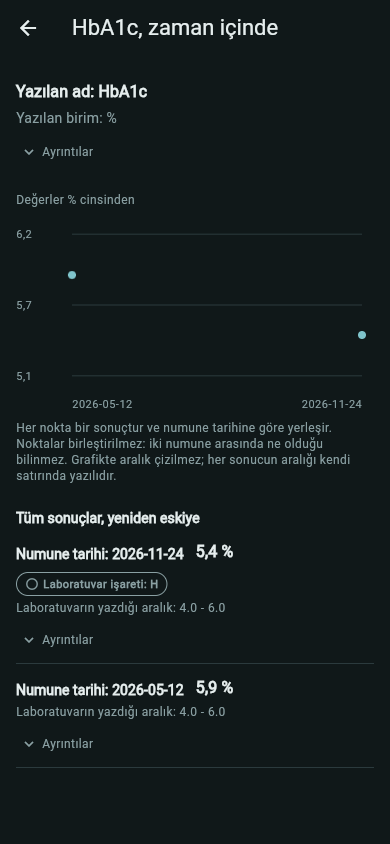 HbA1c, zaman içinde
Yazılan ad: HbA1c
Yazılan birim: %
Ayrıntılar
Değerler % cinsinden
6,2
5,7
5,1
2026-05-12 2026-11-24
Her nokta bir sonuçtur ve numune tarihine göre yerleşir.
Noktalar birleştirilmez: iki numune arasında ne olduğu
bilinmez. Grafikte aralık çizilmez; her sonucun aralığı kendi
satırında yazılıdır.
Tüm sonuçlar, yeniden eskiye
Numune tarihi: 2026-11-24 5,4 %
Laboratuvar işareti: H
Laboratuvarın yazdığı aralık: 4.0 - 6.0
Ayrıntılar
Numune tarihi: 2026-05-12 5,9 %
Laboratuvarın yazdığı aralık: 4.0 - 6.0
Ayrıntılar